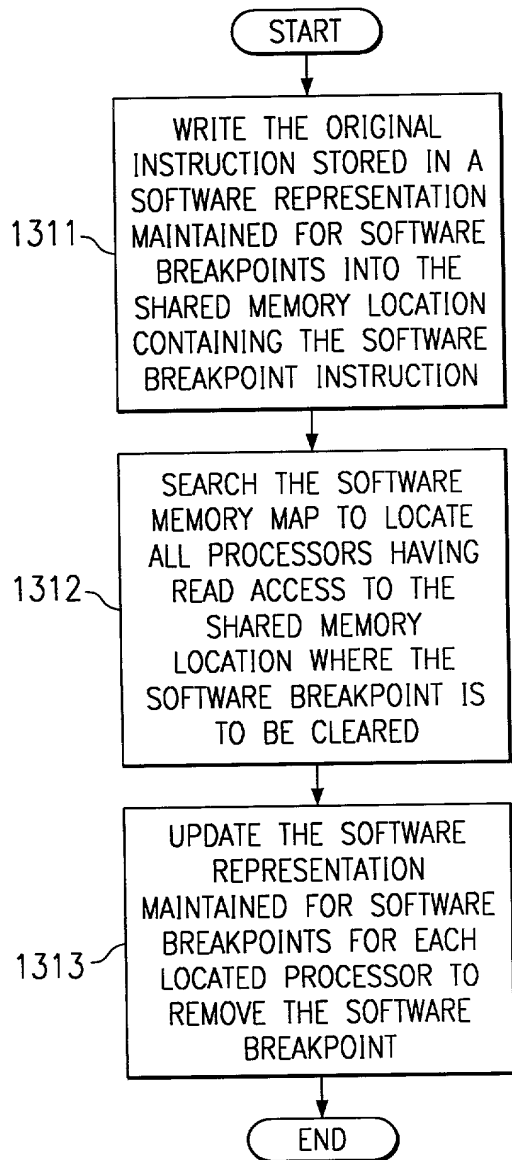 START
WRITE THE ORIGINAL
INSTRUCTION STORED IN A
SOFTWARE REPRESENTATION
MAINTAINED FOR SOFTWARE
BREAKPOINTS INTO THE
SHARED MEMORY LOCATION
CONTAINING THE SOFTWARE
BREAKPOINT INSTRUCTION
1311
SEARCH THE SOFTWARE
MEMORY MAP TO LOCATE
ALL PROCESSORS HAVING
READ ACCESS TO THE
SHARED MEMORY
LOCATION WHERE THE
SOFTWARE BREAKPOINT IS
TO BE CLEARED
1312
UPDATE THE SOFTWARE
REPRESENTATION
MAINTAINED FOR SOFTWARE
BREAKPOINTS FOR EACH
LOCATED PROCESSOR TO
REMOVE THE SOFTWARE
BREAKPOINT
1313
END